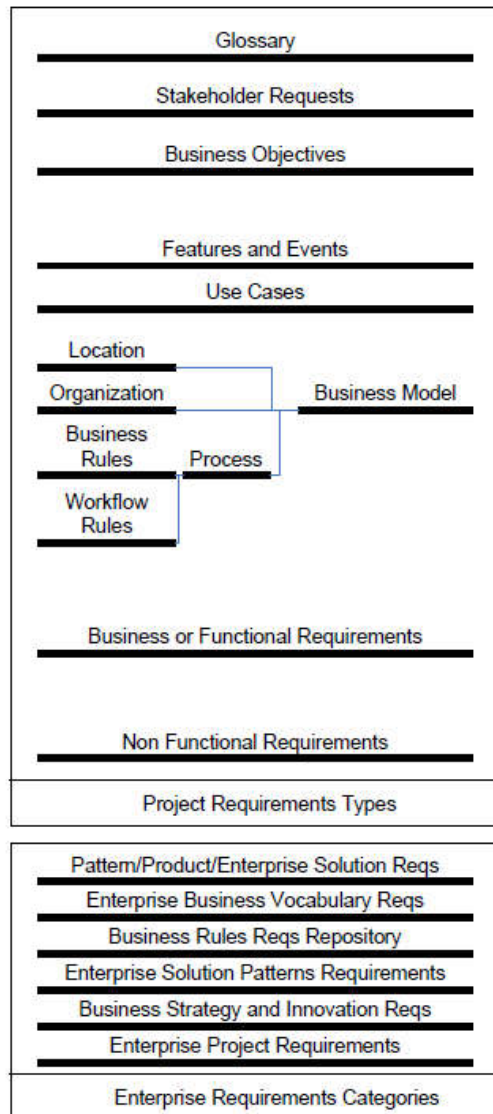 Glossary
Stakeholder Requests
Business Objectives
Features and Events
Use Cases
Location
Organization
Business Model
Business
Rules
Process
Workflow
Rules
Business or Functional Requirements
Non Functional Requirements
Project Requirements Types
Pattern/Product/Enterprise Solution Reqs
Enterprise Business Vocabulary Reqs
Business Rules Reqs Repository
Enterprise Solution Patterns Requirements
Business Strategy and Innovation Reqs
Enterprise Project Requirements
Enterprise Requirements Categories